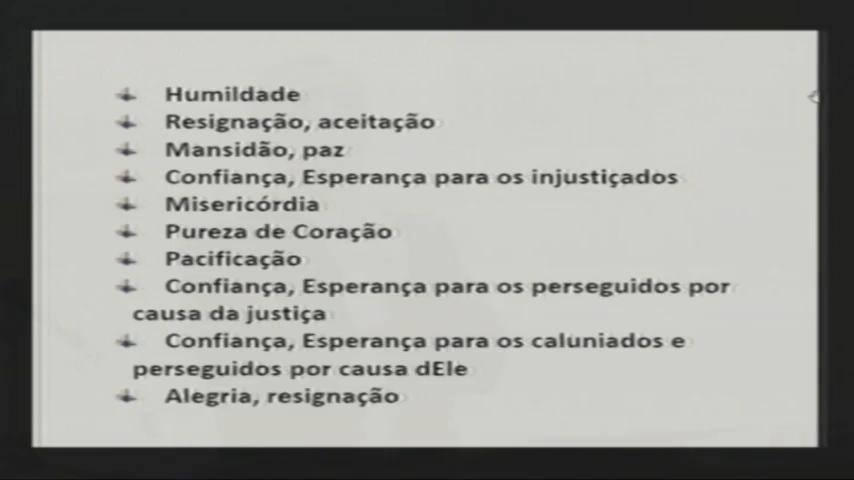 Humildade
Resignação, aceitação
Mansidão, paz
Confiança, Esperança para os injustiçados
Misericórdia
Pureza de Coração
Pacificação
Confiança, Esperança para os perseguidos por
causa da justiça
Confiança, Esperança para os caluniados e
perseguidos por causa dEle
Alegria, resignação